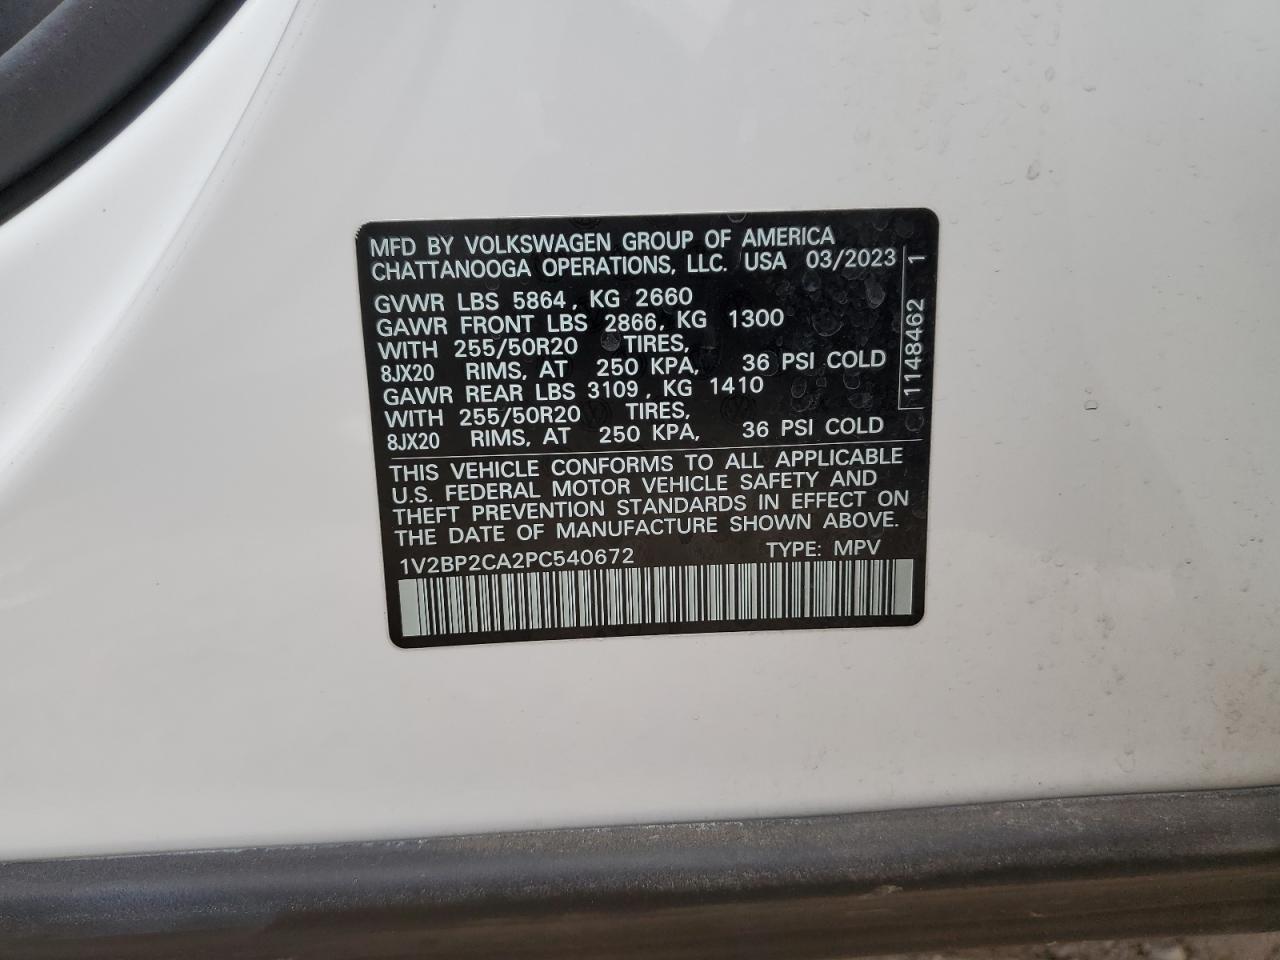 MFD BY VOLKSWAGEN GROUP OF AMERICA
CHATTANOOGA OPERATIONS, LLC. USA 03/2023
GVWR LBS 5864, KG 2660
GAWR FRONT LBS 2866, KG 1300
WITH 255/50R20 TIRES,
8JX20 RIMS, AT 250 KPA, 36 PSI COLD
GAWR REAR LBS 3109, KG 1410
WITH 255/50R20 TIRES,
8JX20 RIMS, AT 250 KPA, 36 PSI COLD
1148462 1
THIS VEHICLE CONFORMS TO ALL APPLICABLE
U.S. FEDERAL MOTOR VEHICLE SAFETY AND
THEFT PREVENTION STANDARDS IN EFFECT ON
THE DATE OF MANUFACTURE SHOWN ABOVE.
1V2BP2CA2PC540672 TYPE: MPV